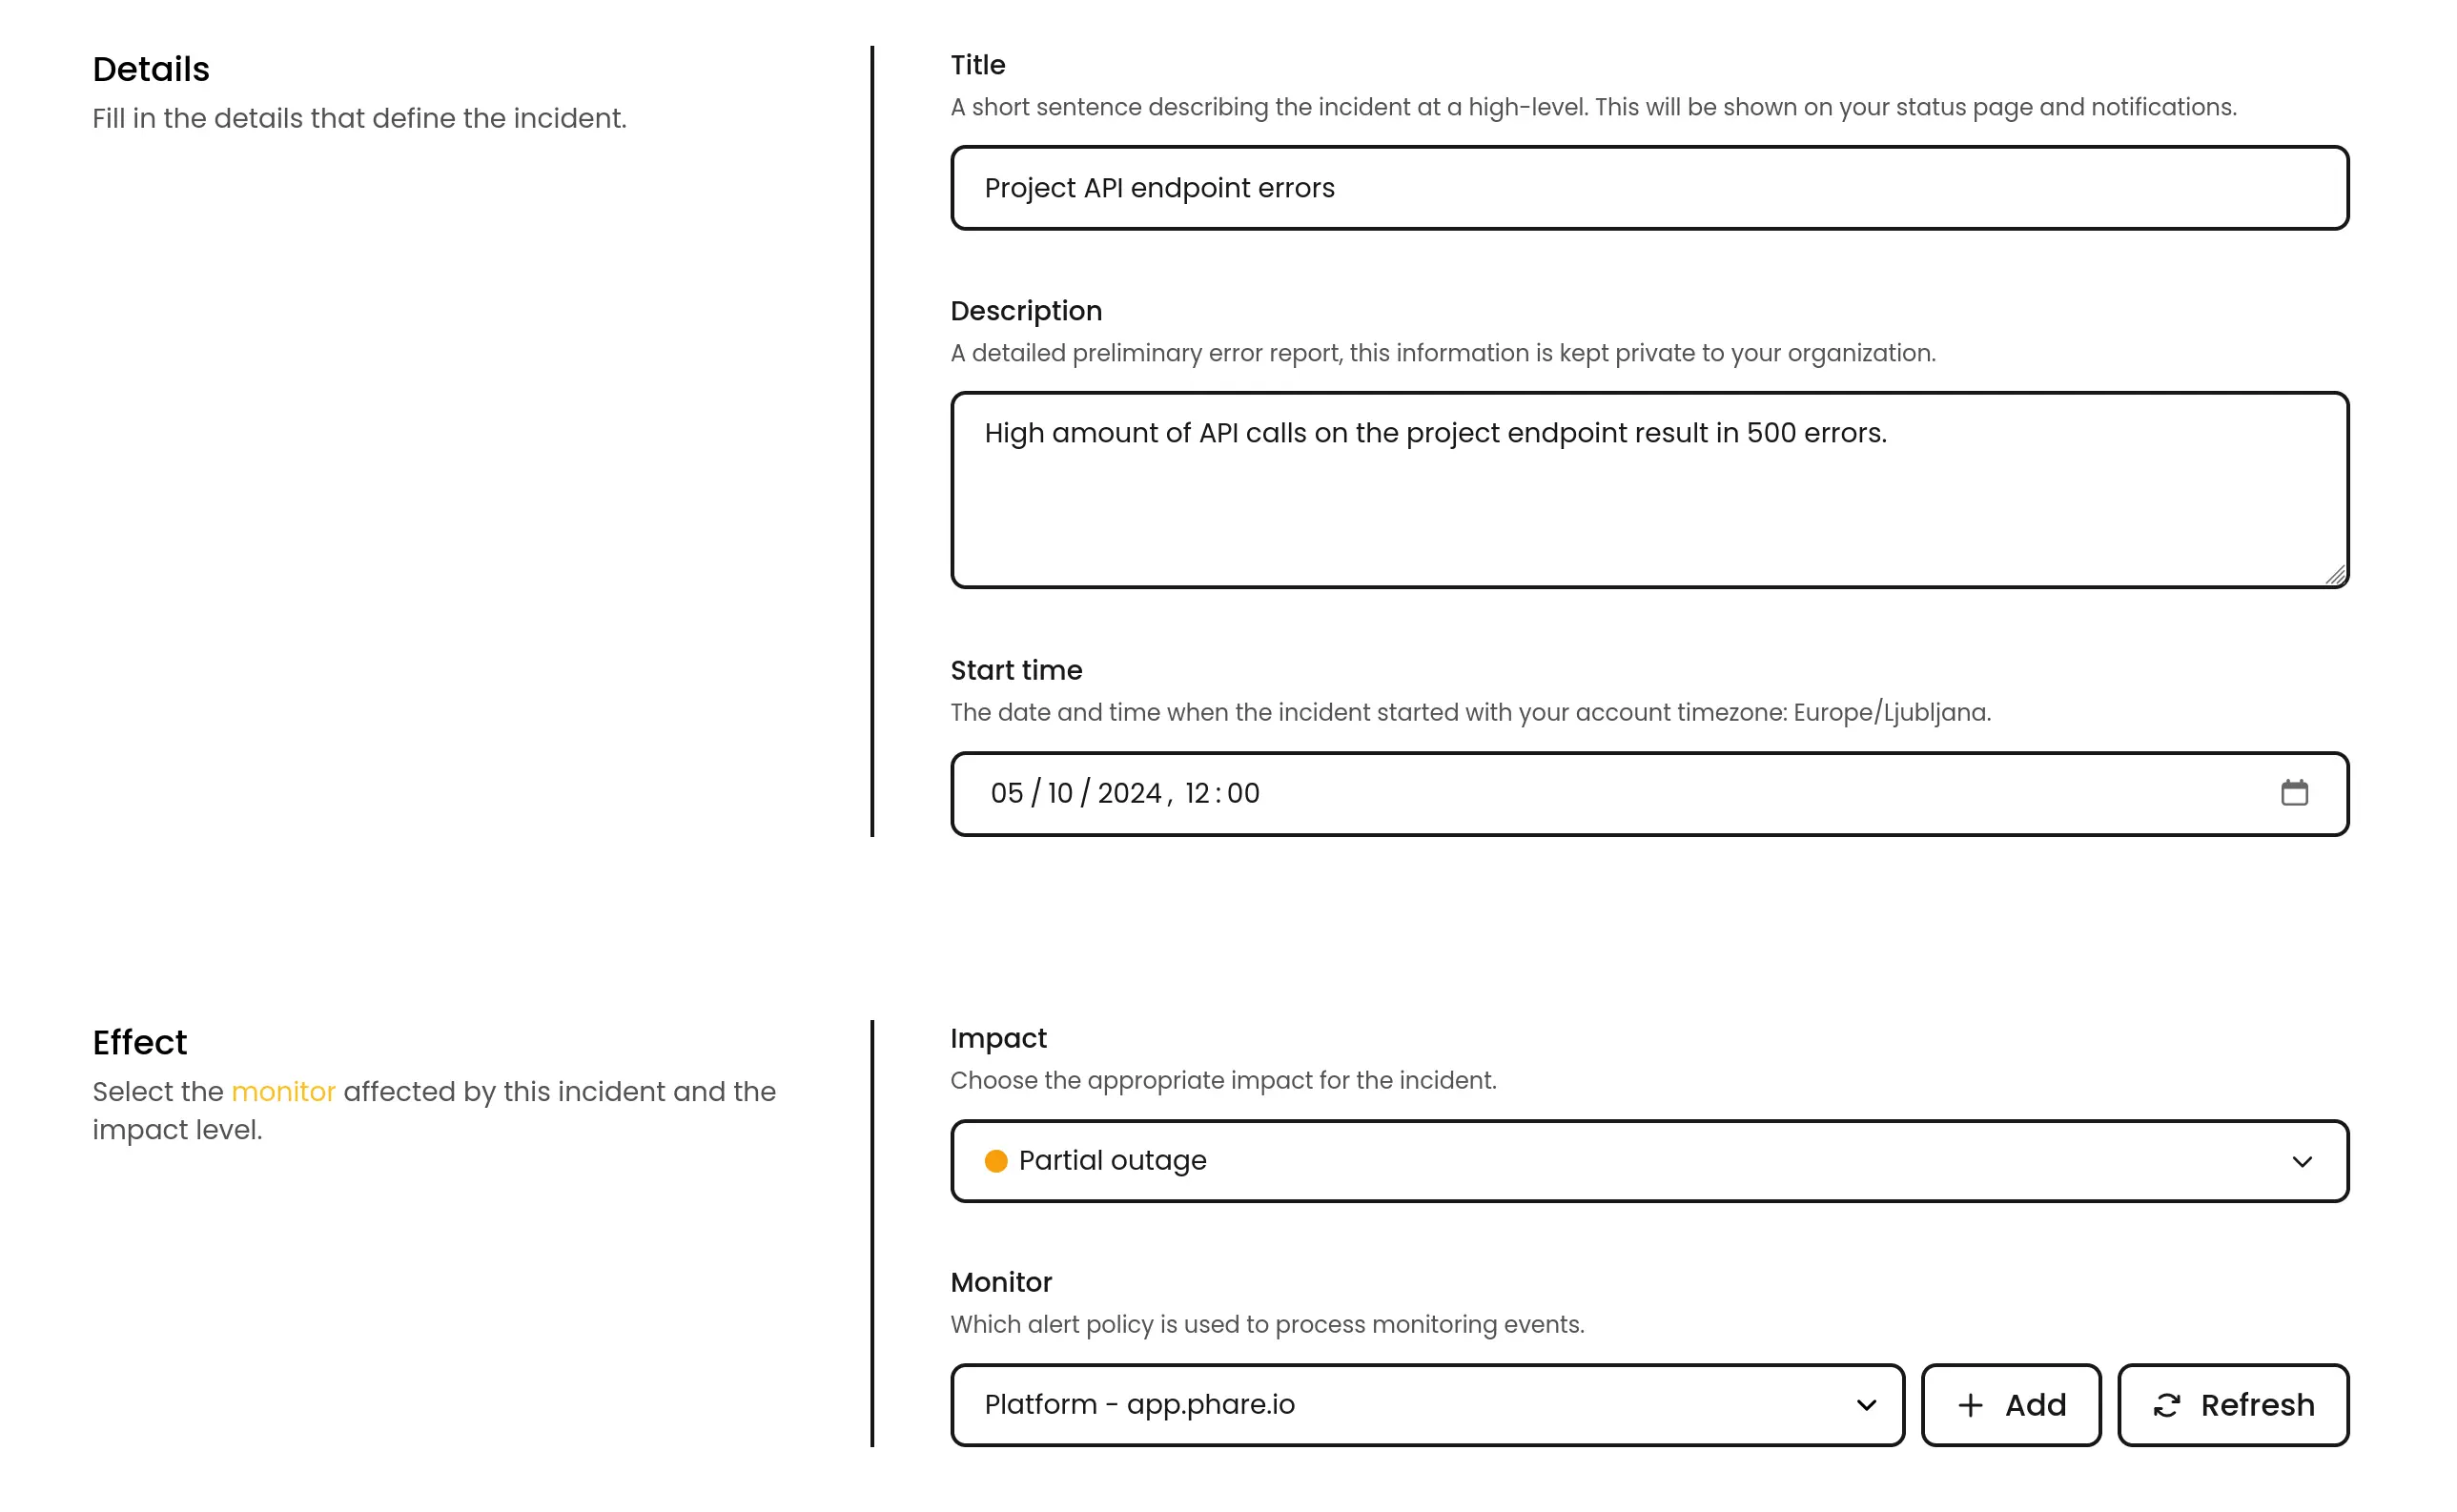 Details
Fill in the details that define the incident.
Title
A short sentence describing the incident at a high-level. This will be shown on your status page and notifications.
Project API endpoint errors
Description
A detailed preliminary error report, this information is kept private to your organization.
High amount of API calls on the project endpoint result in 500 errors.
Start time
The date and time when the incident started with your account timezone: Europe/Ljubljana.
05 / 10 / 2024 , 12 : 00
Effect
Select the monitor affected by this incident and the
impact level.
Impact
Choose the appropriate impact for the incident.
Partial outage
Monitor
Which alert policy is used to process monitoring events.
Platform - app.phare.io
Add
Refresh